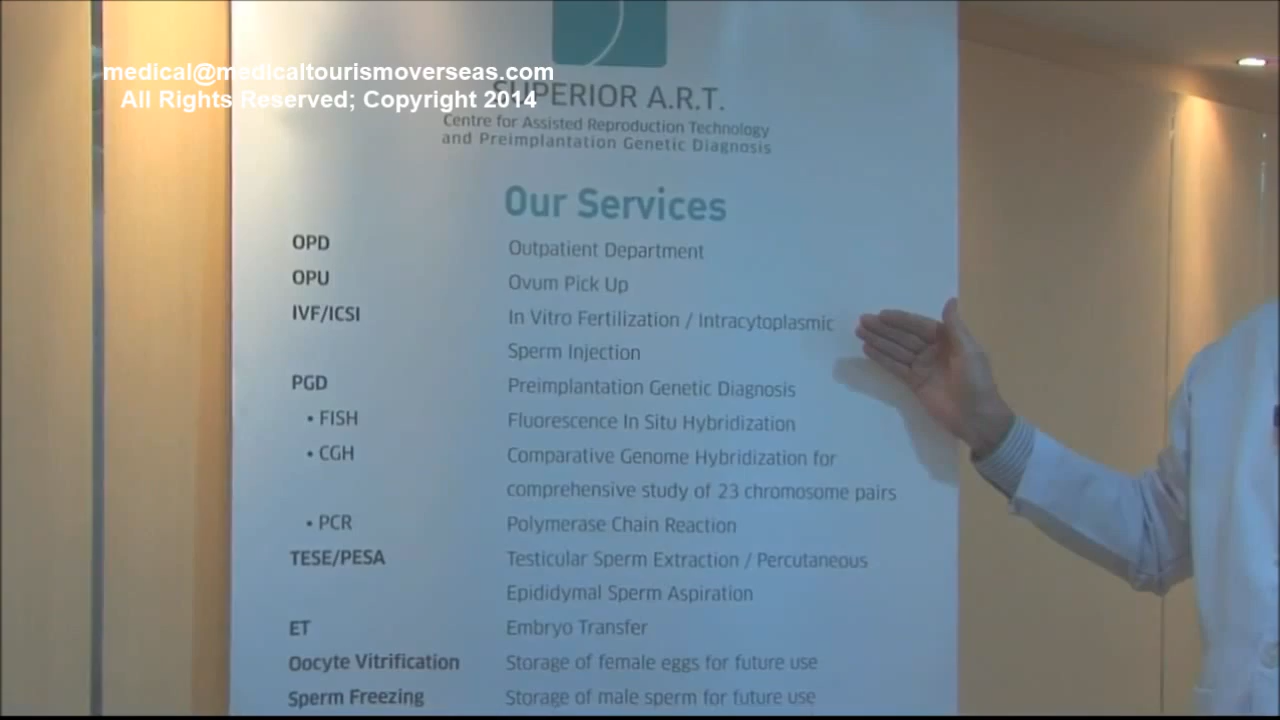 medical@medicaltourismoverseas.com
All Rights Reserved; Copyright 2014
SUPERIOR A.R.T.
Centre for Assisted Reproduction Technology
and Preimplantation Genetic Diagnosis
Our Services
OPD Outpatient Department
OPU Ovum Pick Up
IVF/ICSI In Vitro Fertilization / Intracytoplasmic
Sperm Injection
PGD Preimplantation Genetic Diagnosis
• FISH Fluorescence In Situ Hybridization
• CGH Comparative Genome Hybridization for
comprehensive study of 23 chromosome pairs
• PCR Polymerase Chain Reaction
TESE/PESA Testicular Sperm Extraction / Percutaneous
Epididymal Sperm Aspiration
ET Embryo Transfer
Oocyte Vitrification Storage of female eggs for future use
Sperm Freezing Storage of male sperm for future use